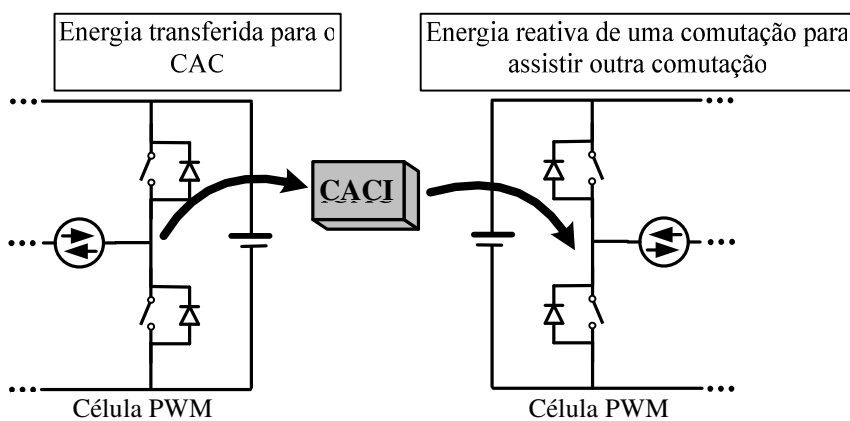 Energia transferida para o
CAC
Energia reativa de uma comutação para
assistir outra comutação
CACI
Célula PWM
Célula PWM